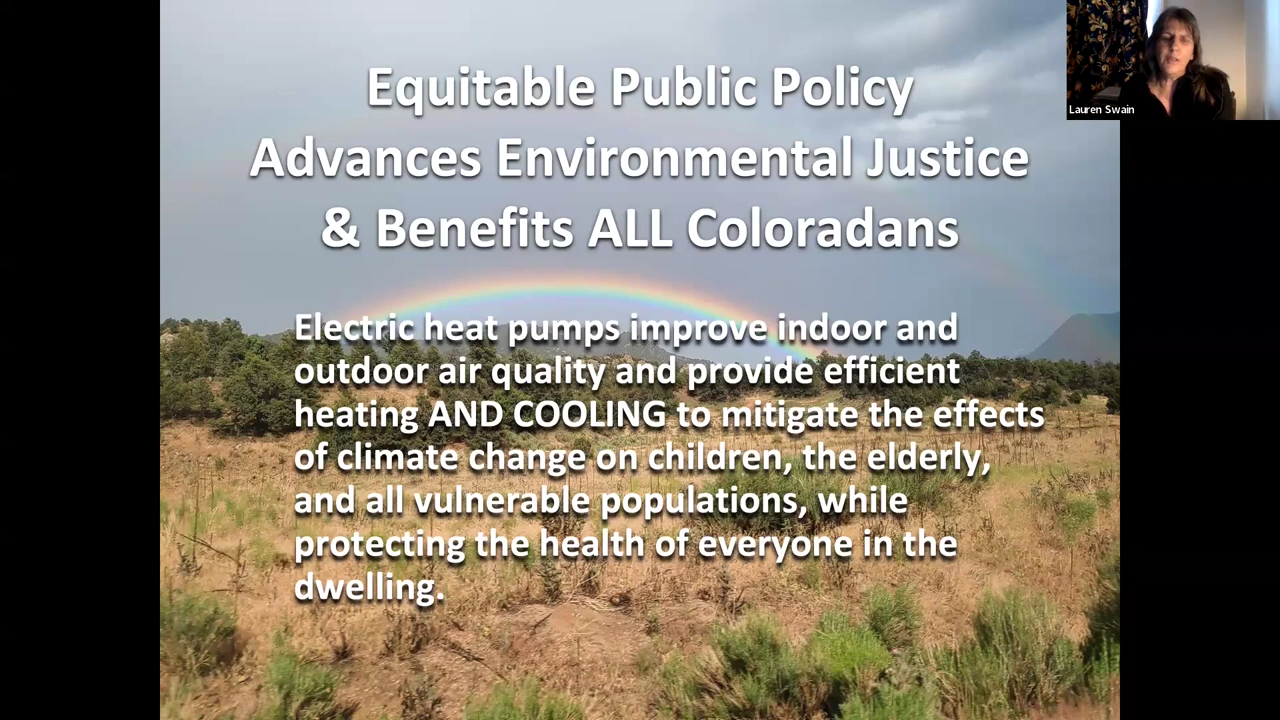 Equitable Public Policy
Advances Environmental Justice
& Benefits ALL Coloradans
Electric heat pumps improve indoor and
outdoor air quality and provide efficient
heating AND COOLING to mitigate the effects
of climate change on children, the elderly,
and all vulnerable populations, while
protecting the health of everyone in the
dwelling.
Lauren Swain